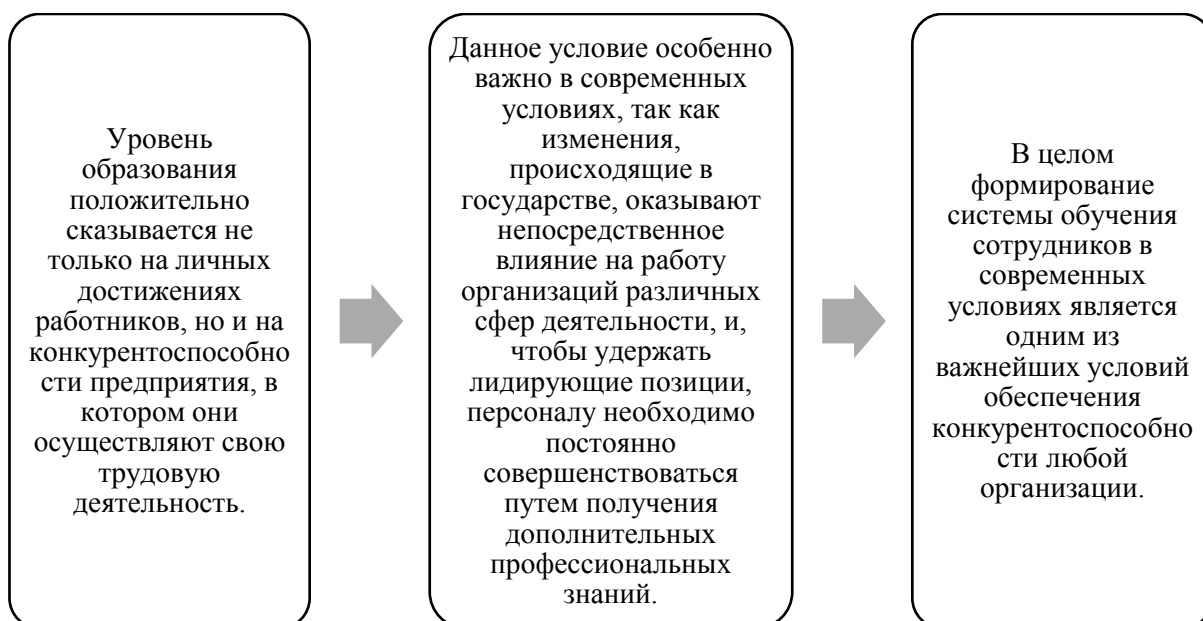 Уровень
образования
положительно
сказывается не
только на личных
достижениях
работников, но и на
конкурентоспособно
сти предприятия, в
котором они
осуществляют свою
трудовую
деятельность.
Данное условие особенно
важно в современных
условиях, так как
изменения,
происходящие в
государстве, оказывают
непосредственное
влияние на работу
организаций различных
сфер деятельности, и,
чтобы удержать
лидирующие позиции,
персоналу необходимо
постоянно
совершенствоваться
путем получения
дополнительных
профессиональных
знаний.
В целом
формирование
системы обучения
сотрудников в
современных
условиях является
одним из
важнейших условий
обеспечения
конкурентоспособно
сти любой
организации.